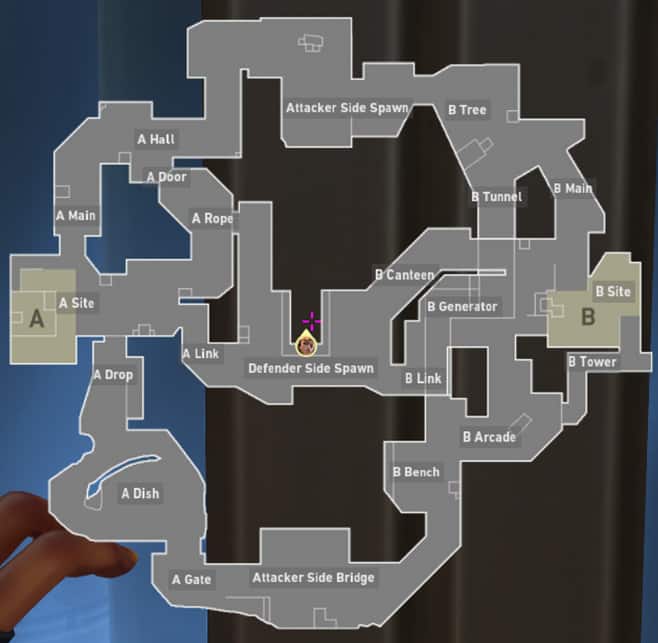 Attacker Side Spawn
B Tree
A Hall
A Door
B Main
B Tunnel
A Main
A Rope
B Canteen
B Site
A Site
B Generator
A
B
A Link
Defender Side Spawn
B Tower
A Drop
B Link
B Arcade
B Bench
A Dish
A Gate
Attacker Side Bridge